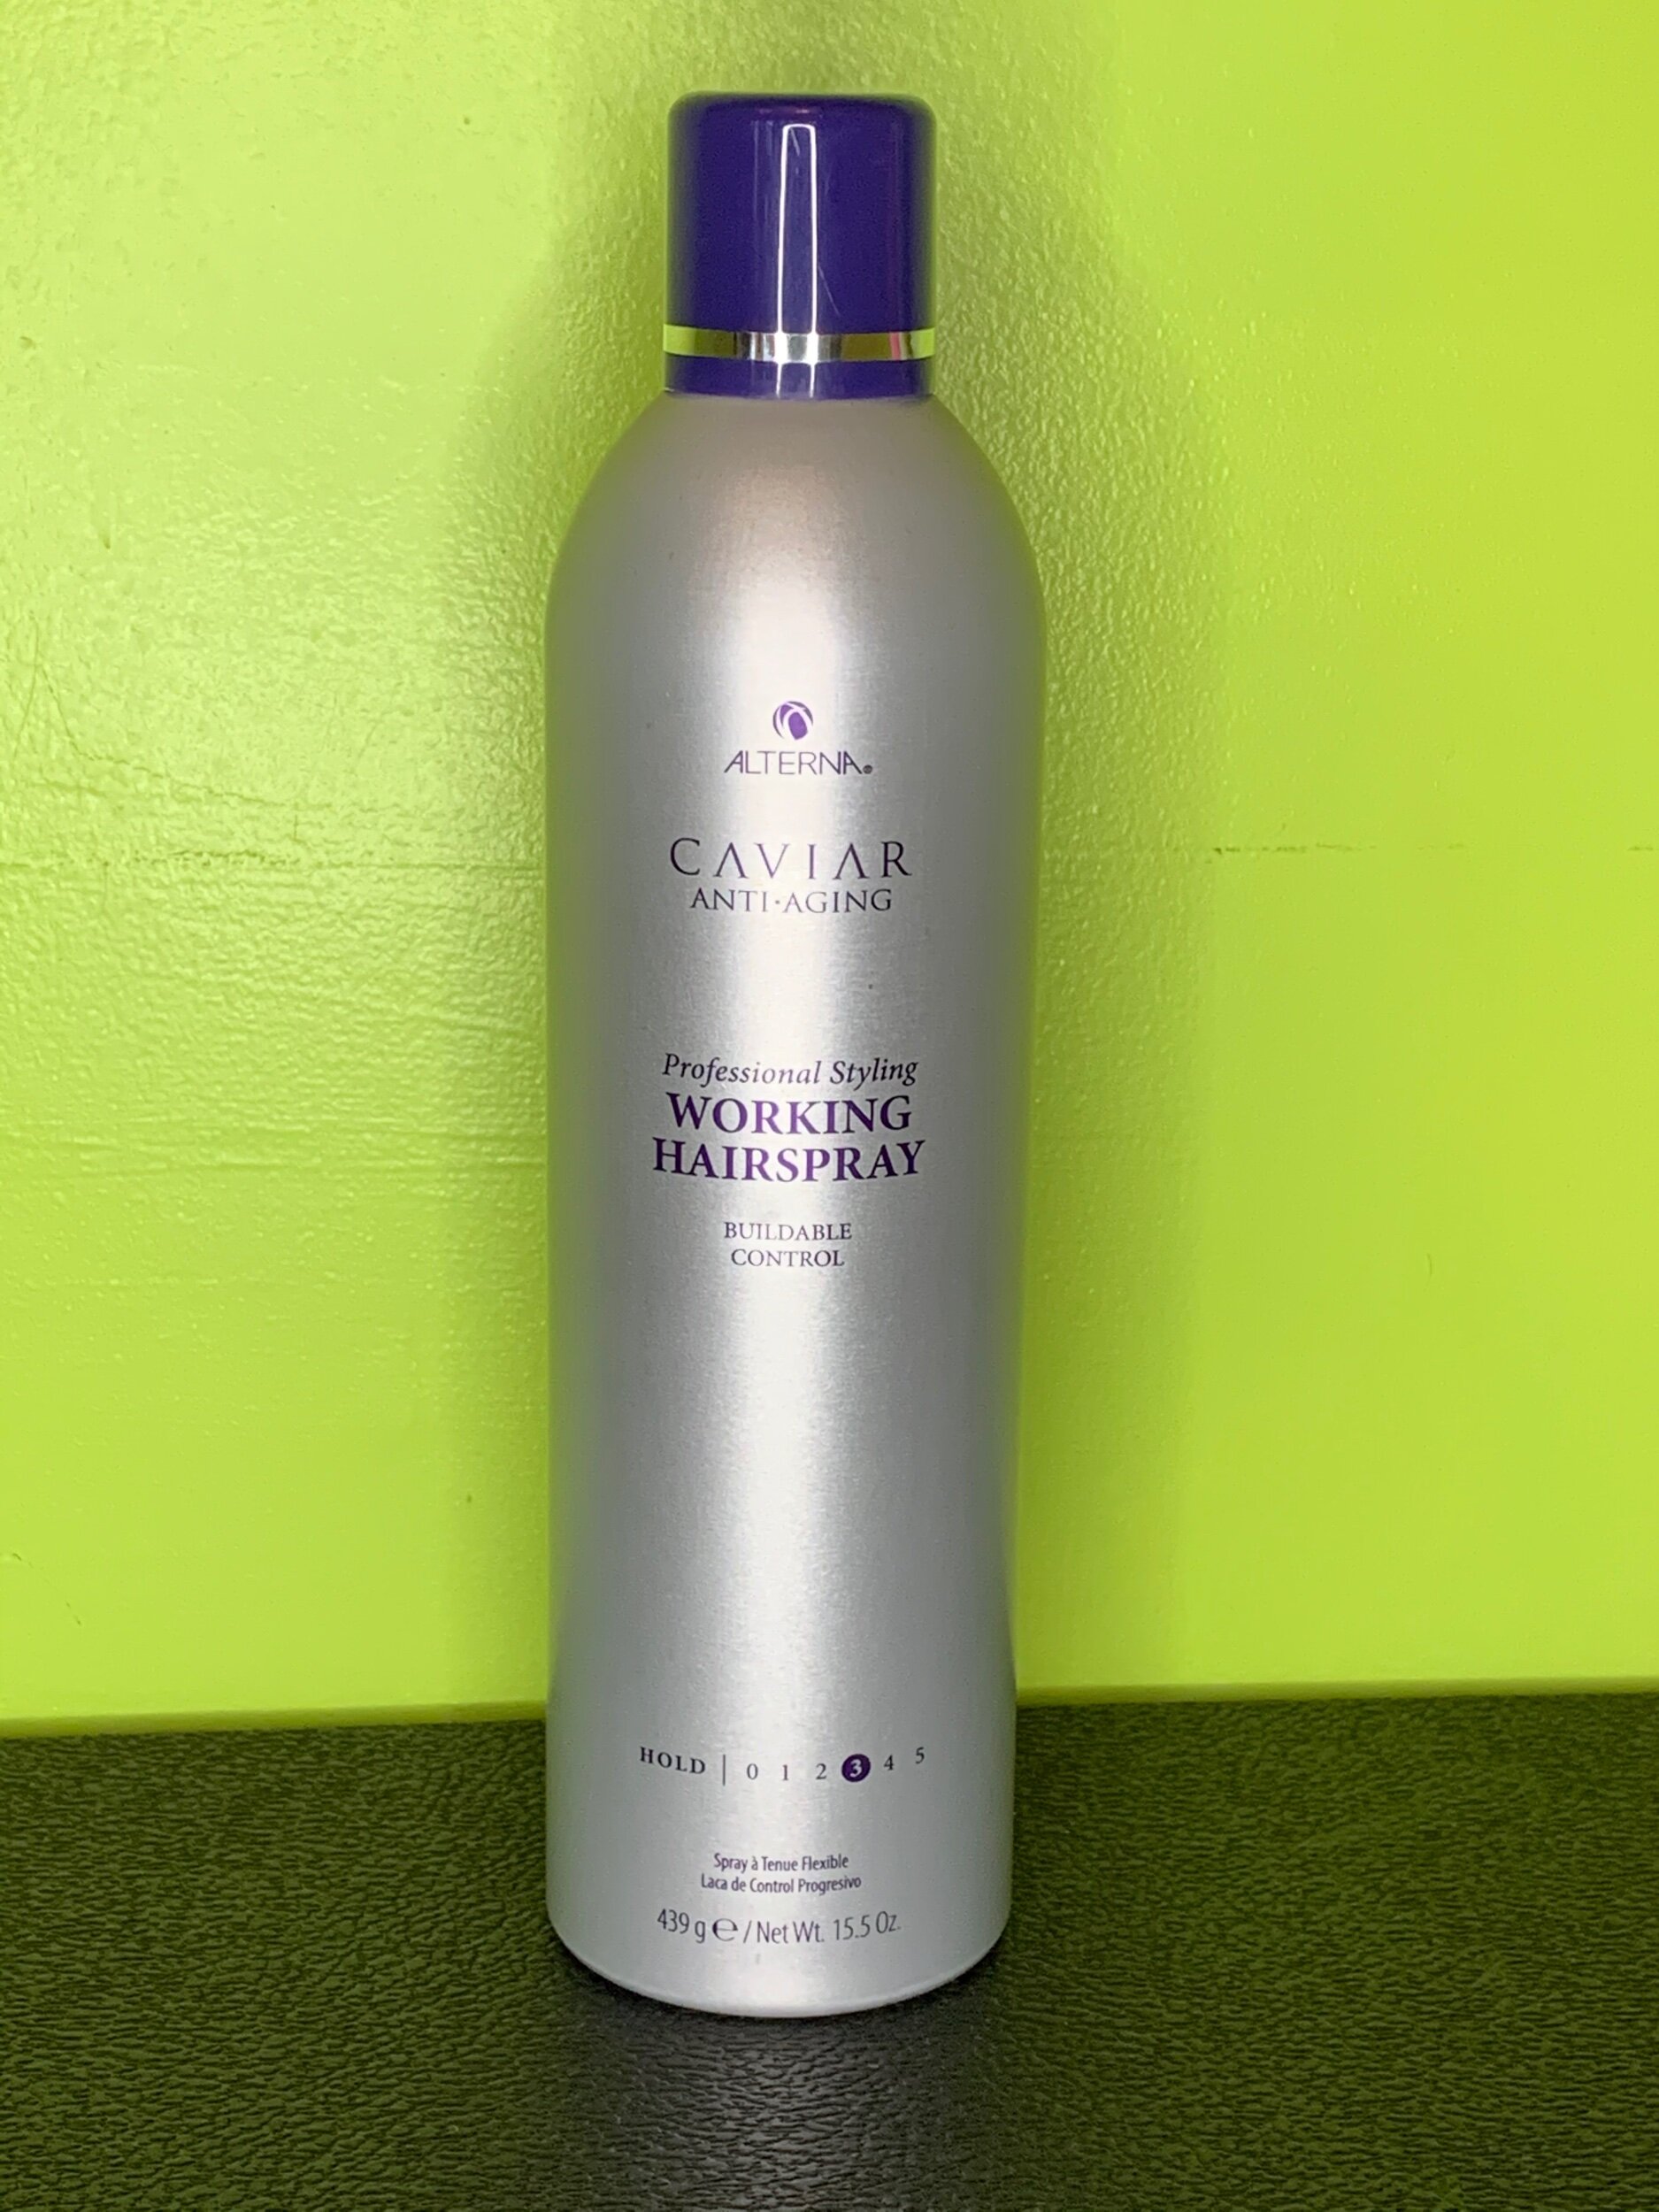 ALTERNA®
CAVIAR
ANTI·AGING
Professional Styling
WORKING
HAIRSPRAY
BUILDABLE
CONTROL
HOLD | 0 1 2 3 4 5
Spray à Tenue Flexible
Laca de Control Progresivo
439 g ℮ / Net Wt. 15.5 Oz.